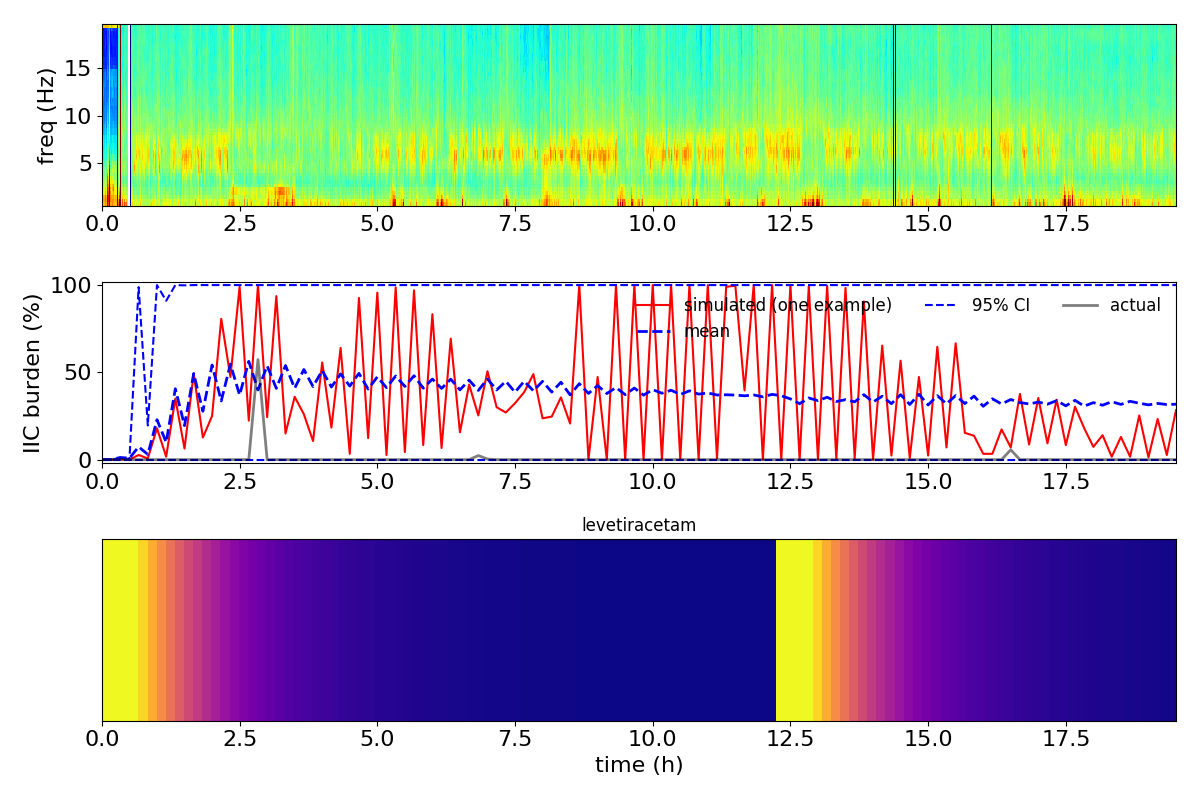 freq (Hz)
15
10
5
0.0 2.5 5.0 7.5 10.0 12.5 15.0 17.5
IIC burden (%)
100
50
0
simulated (one example) 95% CI actual
mean
0.0 2.5 5.0 7.5 10.0 12.5 15.0 17.5
levetiracetam
0.0 2.5 5.0 7.5 10.0 12.5 15.0 17.5
time (h)